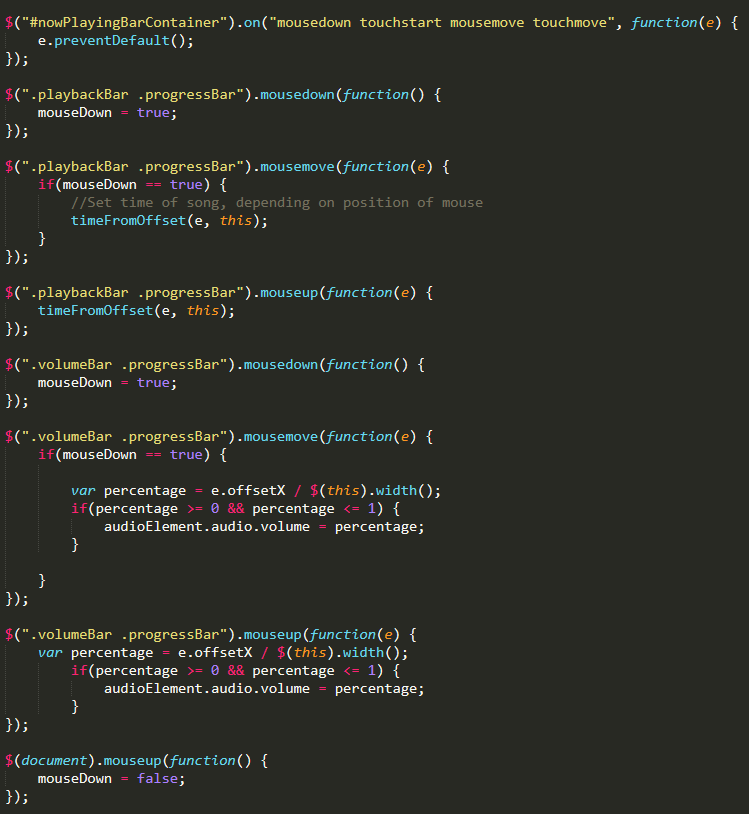 $("#nowPlayingBarContainer").on("mousedown touchstart mousemove touchmove", function(e) {
    e.preventDefault();
});

$(".playbackBar .progressBar").mousedown(function() {
    mouseDown = true;
});

$(".playbackBar .progressBar").mousemove(function(e) {
    if(mouseDown == true) {
        //Set time of song, depending on position of mouse
        timeFromOffset(e, this);
    }
});

$(".playbackBar .progressBar").mouseup(function(e) {
    timeFromOffset(e, this);
});

$(".volumeBar .progressBar").mousedown(function() {
    mouseDown = true;
});

$(".volumeBar .progressBar").mousemove(function(e) {
    if(mouseDown == true) {

        var percentage = e.offsetX / $(this).width();
        if(percentage >= 0 && percentage <= 1) {
            audioElement.audio.volume = percentage;
        }

    }
});

$(".volumeBar .progressBar").mouseup(function(e) {
    var percentage = e.offsetX / $(this).width();
        if(percentage >= 0 && percentage <= 1) {
            audioElement.audio.volume = percentage;
        }
});

$(document).mouseup(function() {
    mouseDown = false;
});